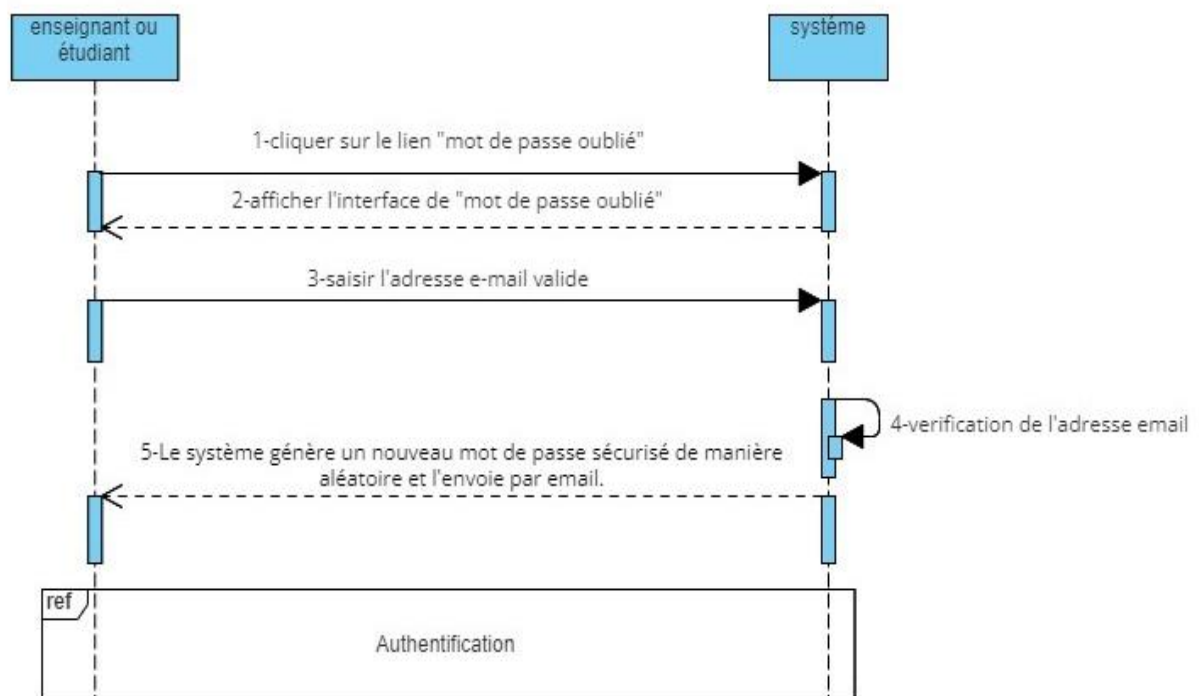 enseignant ou
étudiant
systéme
1-cliquer sur le lien "mot de passe oublié"
2-afficher l'interface de "mot de passe oublié"
3-saisir l'adresse e-mail valide
4-verification de l'adresse email
5-Le système génère un nouveau mot de passe sécurisé de manière
aléatoire et l'envoie par email.
ref
Authentification